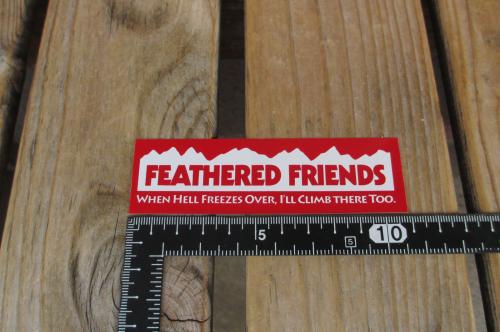 FEATHERED FRIENDS
WHEN HELL FREEZES OVER, I'LL CLIMB THERE TOO.
5
5
10